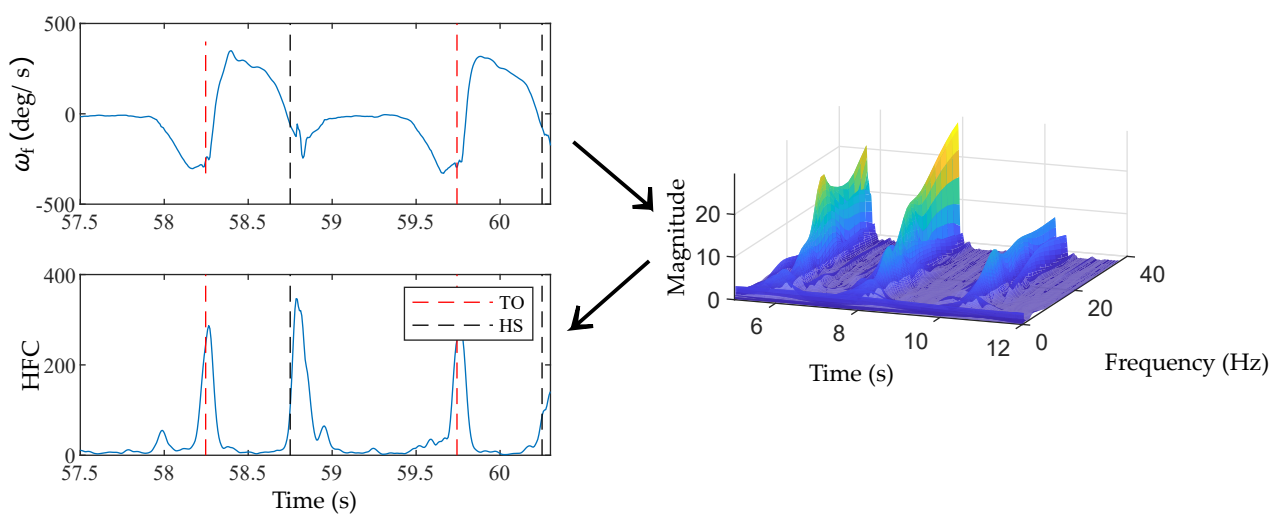 500
0
-500
ω_f (deg/ s)
57.5 58 58.5 59 59.5 60
400
200
0
HFC
TO
HS
57.5 58 58.5 59 59.5 60
Time (s)
20
10
0
Magnitude
6 8 10 12
Time (s)
0 20 40
Frequency (Hz)